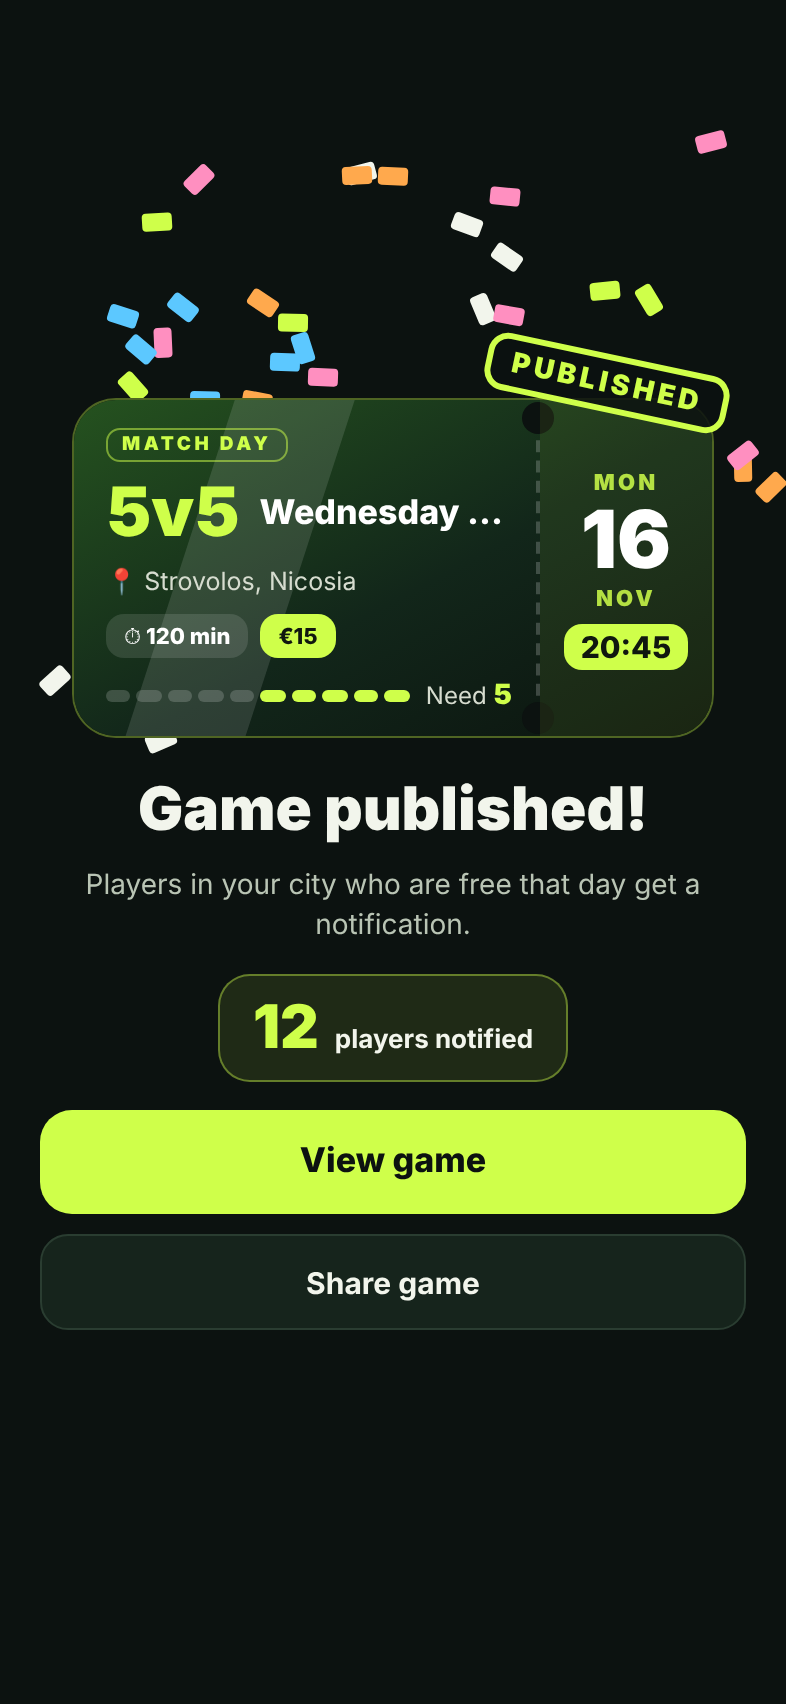 PUBLISHED
MATCH DAY
5v5 Wednesday ...
📍 Strovolos, Nicosia
⏱ 120 min
€15
Need 5
MON
16
NOV
20:45
Game published!
Players in your city who are free that day get a
notification.
12 players notified
View game
Share game